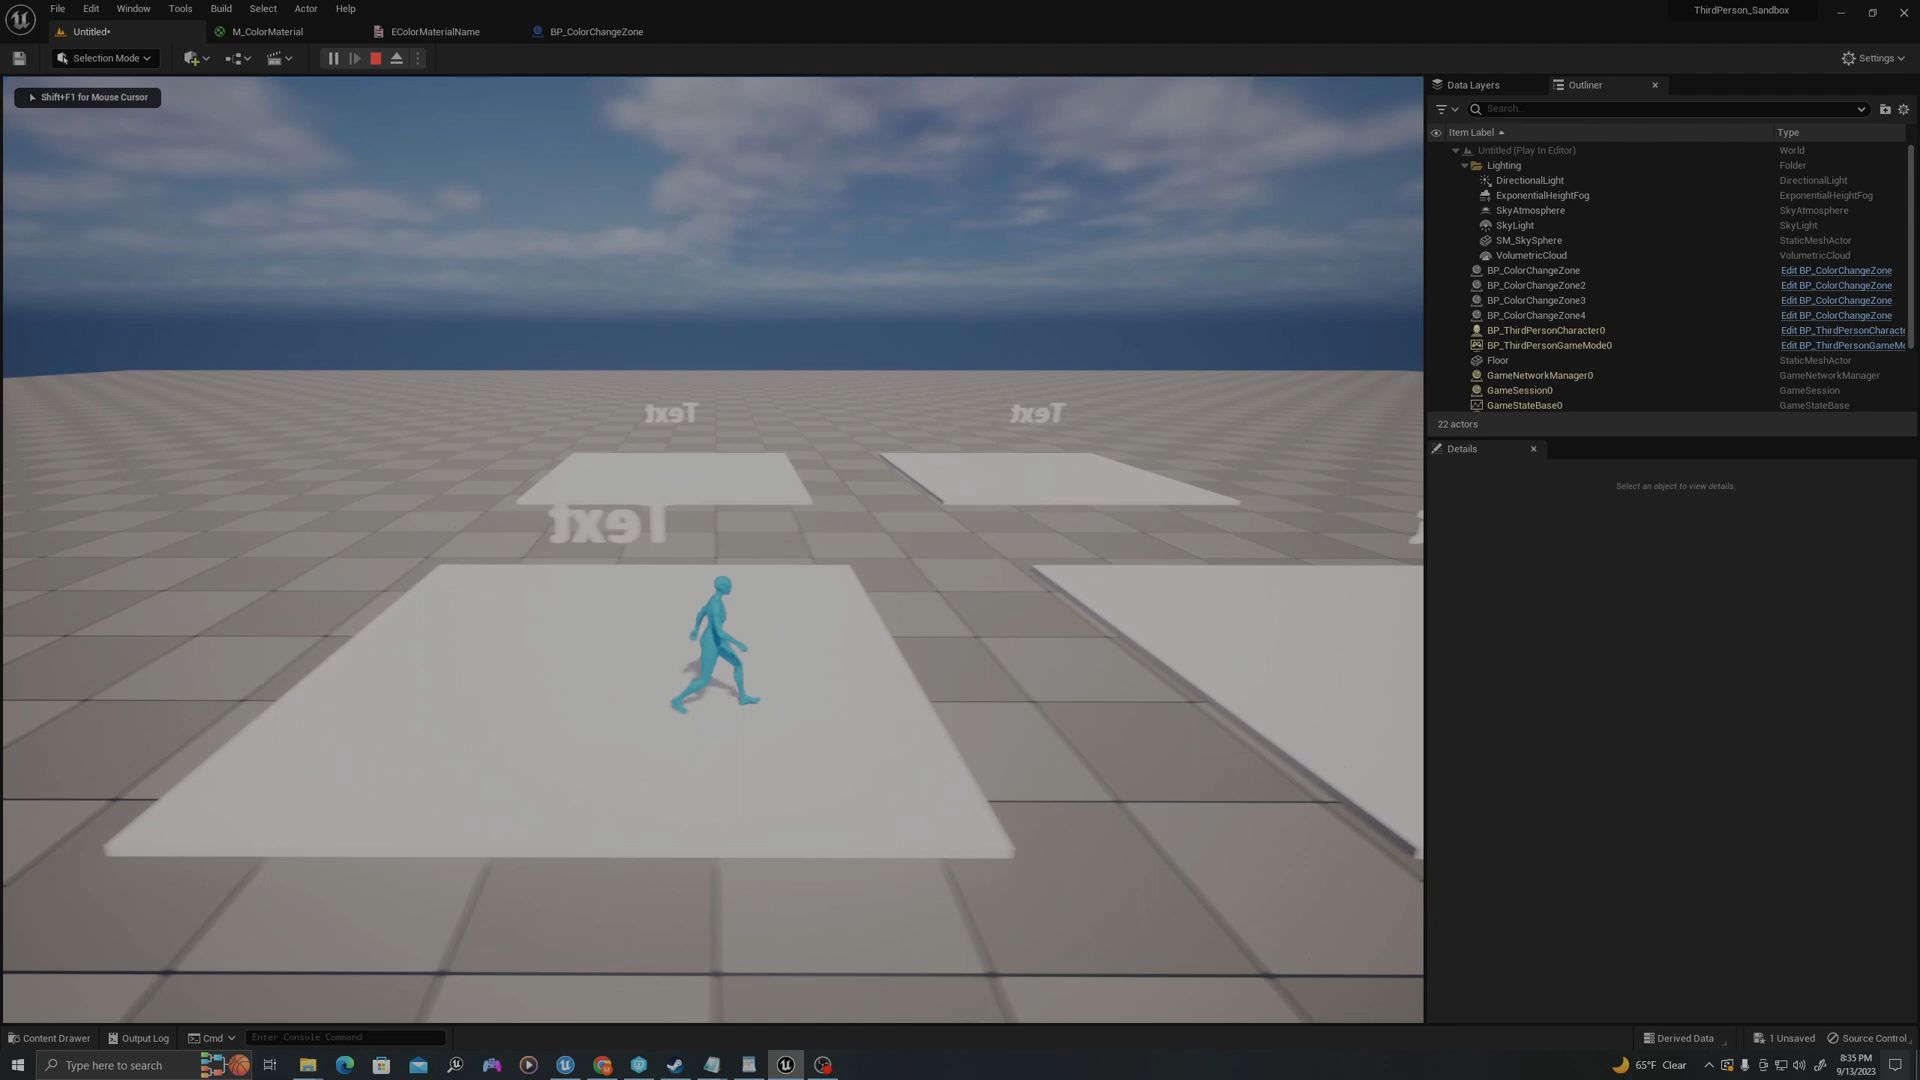 File Edit Window Tools Build Select Actor Help
ThirdPerson_Sandbox
Untitled* M_ColorMaterial EColorMaterialName BP_ColorChangeZone
Selection Mode
Settings
Shift+F1 for Mouse Cursor
Text Text
Text
Data Layers Outliner
Search...
Item Label Type
Untitled (Play In Editor) World
Lighting Folder
DirectionalLight DirectionalLight
ExponentialHeightFog ExponentialHeightFog
SkyAtmosphere SkyAtmosphere
SkyLight SkyLight
SM_SkySphere StaticMeshActor
VolumetricCloud VolumetricCloud
BP_ColorChangeZone Edit BP_ColorChangeZone
BP_ColorChangeZone2 Edit BP_ColorChangeZone
BP_ColorChangeZone3 Edit BP_ColorChangeZone
BP_ColorChangeZone4 Edit BP_ColorChangeZone
BP_ThirdPersonCharacter0 Edit BP_ThirdPersonCharacte
BP_ThirdPersonGameMode0 Edit BP_ThirdPersonGameMo
Floor StaticMeshActor
GameNetworkManager0 GameNetworkManager
GameSession0 GameSession
GameStateBase0 GameStateBase
22 actors
Details
Select an object to view details.
Content Drawer Output Log Cmd Enter Console Command
Derived Data 1 Unsaved Source Control
Type here to search
65°F Clear
8:35 PM
9/13/2023